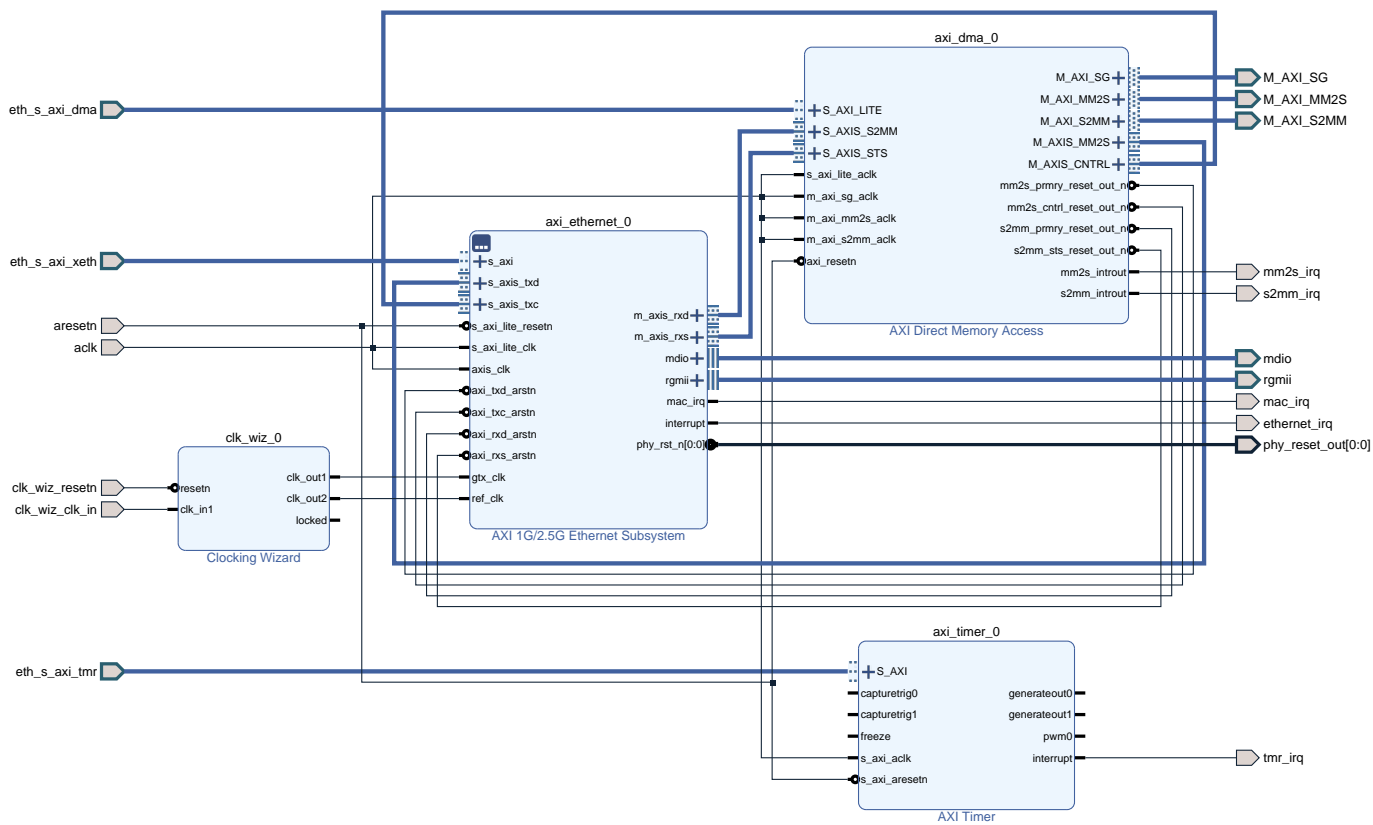 axi_dma_0
M_AXI_SG
M_AXI_MM2S
M_AXI_S2MM
M_AXIS_MM2S
M_AXIS_CNTRL
mm2s_prmry_reset_out_n
mm2s_cntrl_reset_out_n
s2mm_prmry_reset_out_n
s2mm_sts_reset_out_n
mm2s_introut
s2mm_introut
S_AXI_LITE
S_AXIS_S2MM
S_AXIS_STS
s_axi_lite_aclk
m_axi_sg_aclk
m_axi_mm2s_aclk
m_axi_s2mm_aclk
axi_resetn
AXI Direct Memory Access
M_AXI_SG
M_AXI_MM2S
M_AXI_S2MM
mm2s_irq
s2mm_irq
mdio
rgmii
mac_irq
ethernet_irq
phy_reset_out[0:0]
eth_s_axi_dma
eth_s_axi_xeth
aresetn
aclk
axi_ethernet_0
s_axi
s_axis_txd
s_axis_txc
s_axi_lite_resetn
s_axi_lite_clk
axis_clk
axi_txd_arstn
axi_txc_arstn
axi_rxd_arstn
axi_rxs_arstn
gtx_clk
ref_clk
m_axis_rxd
m_axis_rxs
mdio
rgmii
mac_irq
interrupt
phy_rst_n[0:0]
AXI 1G/2.5G Ethernet Subsystem
clk_wiz_0
clk_wiz_resetn
clk_wiz_clk_in
resetn
clk_in1
clk_out1
clk_out2
locked
Clocking Wizard
axi_timer_0
eth_s_axi_tmr
S_AXI
capturetrig0
capturetrig1
freeze
s_axi_aclk
s_axi_aresetn
generateout0
generateout1
pwm0
interrupt
tmr_irq
AXI Timer